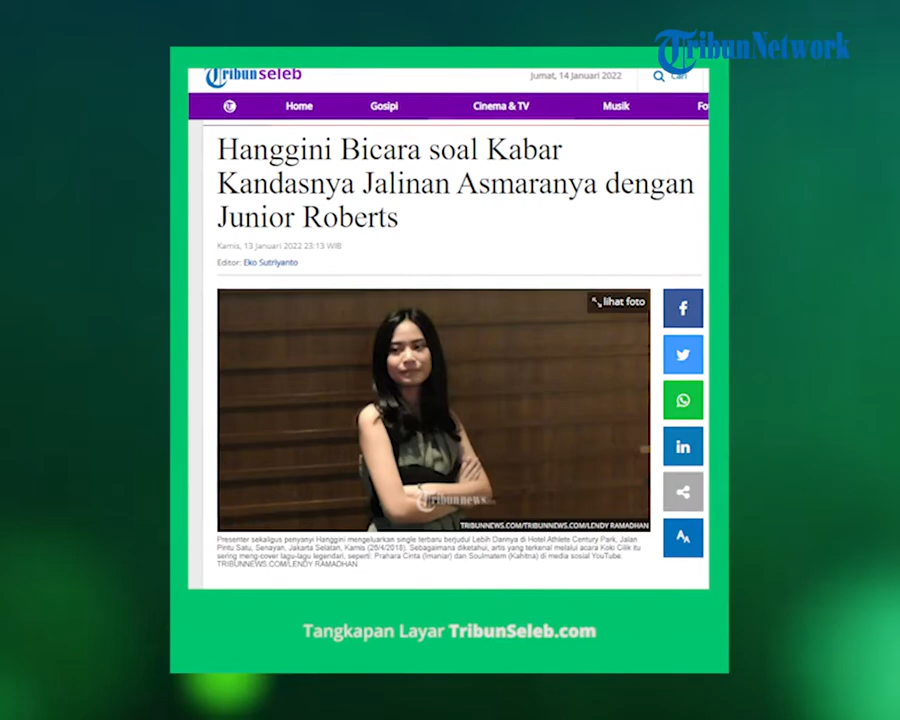 TribunNetwork
Tribunseleb
Jumat, 14 Januari 2022
Cari
Home Gosipi Cinema & TV Musik Fo
Hanggini Bicara soal Kabar
Kandasnya Jalinan Asmaranya dengan
Junior Roberts
Kamis, 13 Januari 2022 23:13 WIB
Editor: Eko Sutriyanto
lihat foto
Tribunnews
TRIBUNNEWS.COM/TRIBUNNEWS.COM/LENDY RAMADHAN
Presenter sekaligus penyanyi Hanggini mengeluarkan single terbaru berjudul Lebih Darinya di Hotel Athlete Century Park, Jalan
Pintu Satu, Senayan, Jakarta Selatan, Kamis (26/4/2018). Sebagaimana diketahui, artis yang terkenal melalui acara Koki Cilik itu
sering meng-cover lagu-lagu legendari, seperti: Prahara Cinta (Imaniar) dan Soulmatem (Kahitna) di media sosial YouTube.
TRIBUNNEWS.COM/LENDY RAMADHAN
Tangkapan Layar TribunSeleb.com